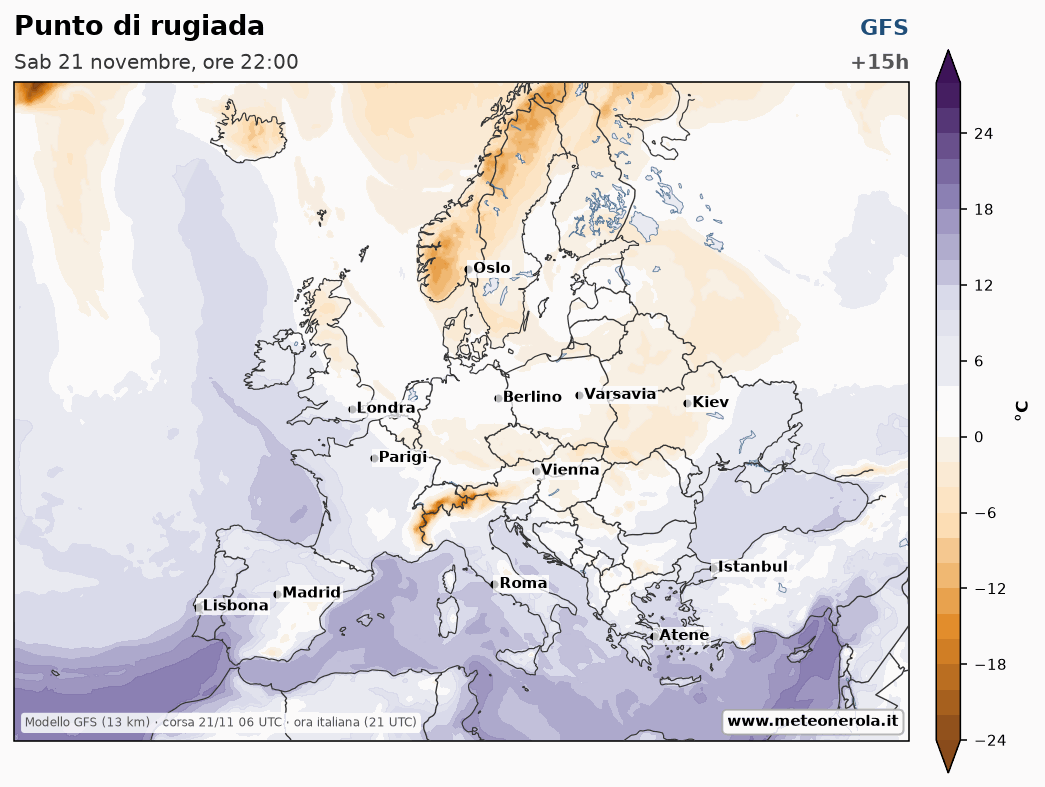 Punto di rugiada
GFS
Sab 21 novembre, ore 22:00
+15h
24
18
12
6
0
−6
−12
−18
−24
°C
Oslo
Londra
Berlino
Varsavia
Kiev
Parigi
Vienna
Istanbul
Roma
Madrid
Lisbona
Atene
Modello GFS (13 km) · corsa 21/11 06 UTC · ora italiana (21 UTC)
www.meteonerola.it